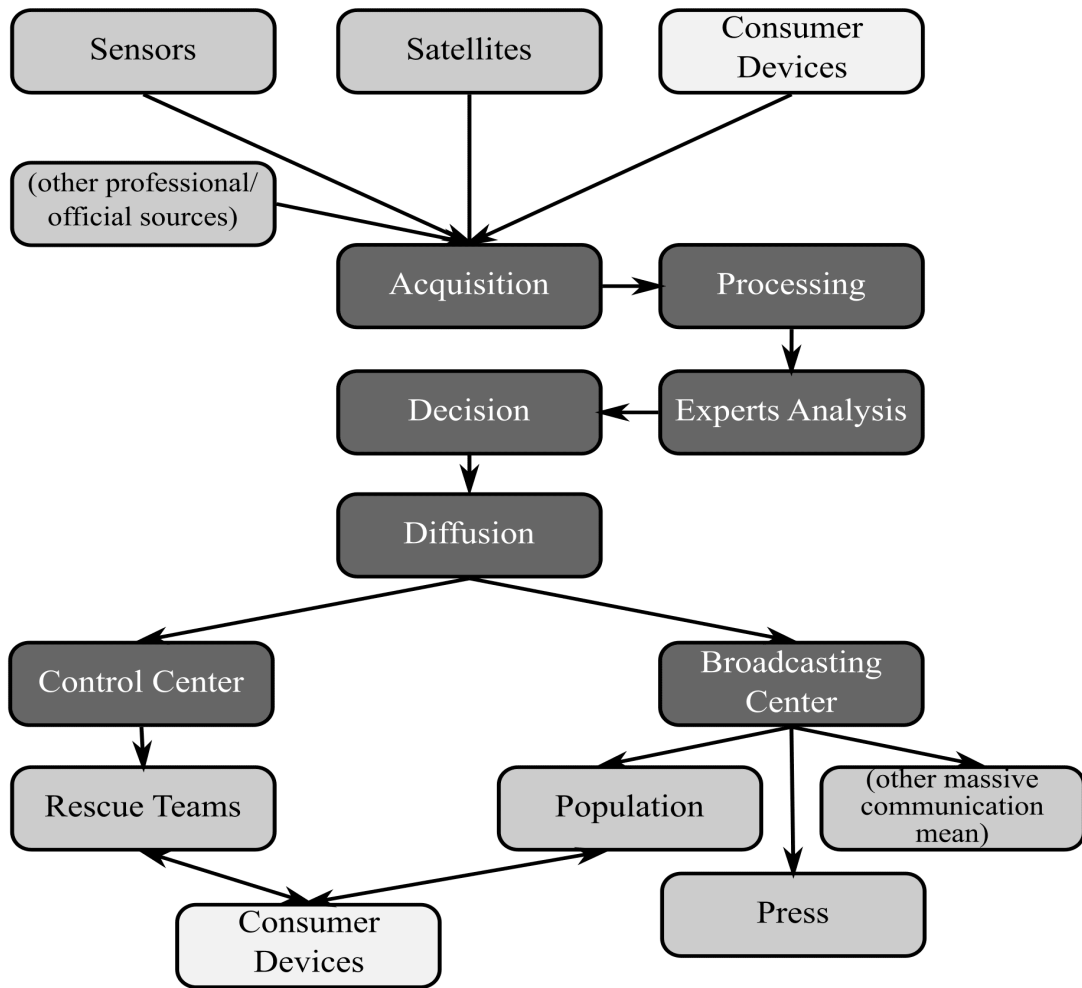 Sensors
Satellites
Consumer
Devices
(other professional/
official sources)
Acquisition
Processing
Decision
Experts Analysis
Diffusion
Control Center
Broadcasting
Center
Rescue Teams
Population
(other massive
communication
mean)
Consumer
Devices
Press